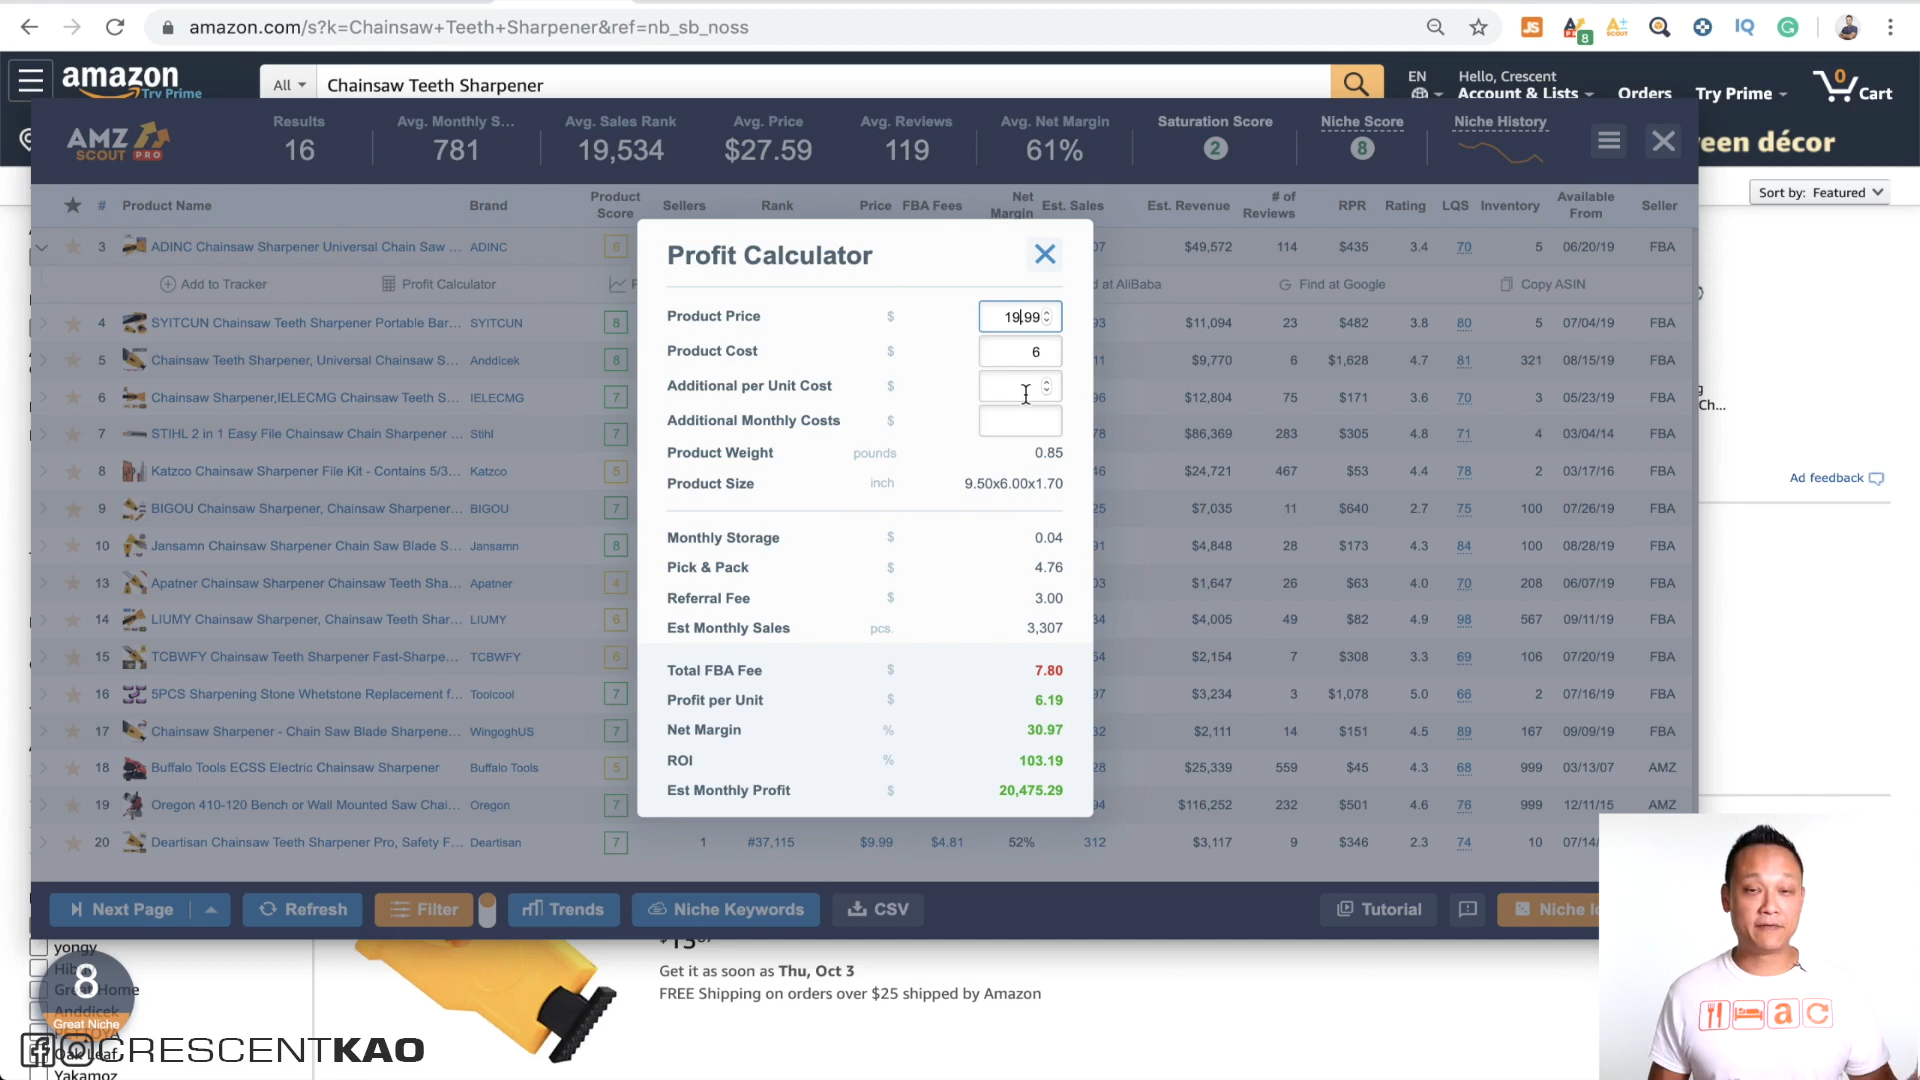 amazon.com/s?k=Chainsaw+Teeth+Sharpener&ref=nb_sb_noss
JS
8
IQ
amazon
Try Prime
All
Chainsaw Teeth Sharpener
EN
Hello, Crescent
Account & Lists
Orders
Try Prime
0
Cart
AMZ
SCOUT PRO
Results
16
Avg. Monthly S...
781
Avg. Sales Rank
19,534
Avg. Price
$27.59
Avg. Reviews
119
Avg. Net Margin
61%
Saturation Score
2
Niche Score
8
Niche History
een décor
Sort by: Featured
# Product Name Brand Product Score Sellers Rank Price FBA Fees Net Margin Est. Sales Est. Revenue # of Reviews RPR Rating LQS Inventory Available From Seller
3 ADINC Chainsaw Sharpener Universal Chain Saw ... ADINC 6 07 $49,572 114 $435 3.4 70 5 06/20/19 FBA
Add to Tracker Profit Calculator d at AliBaba Find at Google Copy ASIN
4 SYITCUN Chainsaw Teeth Sharpener Portable Bar... SYITCUN 8 93 $11,094 23 $482 3.8 80 5 07/04/19 FBA
5 Chainsaw Teeth Sharpener, Universal Chainsaw S... Anddicek 8 11 $9,770 6 $1,628 4.7 81 321 08/15/19 FBA
6 Chainsaw Sharpener,IELECMG Chainsaw Teeth S... IELECMG 7 96 $12,804 75 $171 3.6 70 3 05/23/19 FBA
7 STIHL 2 in 1 Easy File Chainsaw Chain Sharpener ... Stihl 7 78 $86,369 283 $305 4.8 71 4 03/04/14 FBA
8 Katzco Chainsaw Sharpener File Kit - Contains 5/3... Katzco 5 46 $24,721 467 $53 4.4 78 2 03/17/16 FBA
9 BIGOU Chainsaw Sharpener, Chainsaw Sharpener... BIGOU 7 25 $7,035 11 $640 2.7 75 100 07/26/19 FBA
10 Jansamn Chainsaw Sharpener Chain Saw Blade S... Jansamn 8 91 $4,848 28 $173 4.3 84 100 08/28/19 FBA
13 Apatner Chainsaw Sharpener Chainsaw Teeth Sha... Apatner 4 03 $1,647 26 $63 4.0 70 208 06/07/19 FBA
14 LIUMY Chainsaw Sharpener, Chainsaw Teeth Shar... LIUMY 6 34 $4,005 49 $82 4.9 98 567 09/11/19 FBA
15 TCBWFY Chainsaw Teeth Sharpener Fast-Sharpe... TCBWFY 6 54 $2,154 7 $308 3.3 69 106 07/20/19 FBA
16 5PCS Sharpening Stone Whetstone Replacement f... Toolcool 7 97 $3,234 3 $1,078 5.0 66 2 07/16/19 FBA
17 Chainsaw Sharpener - Chain Saw Blade Sharpene... WingoghUS 7 32 $2,111 14 $151 4.5 89 167 09/09/19 FBA
18 Buffalo Tools ECSS Electric Chainsaw Sharpener Buffalo Tools 5 28 $25,339 559 $45 4.3 68 999 03/13/07 AMZ
19 Oregon 410-120 Bench or Wall Mounted Saw Chai... Oregon 7 94 $116,252 232 $501 4.6 76 999 12/11/15 AMZ
20 Deartisan Chainsaw Teeth Sharpener Pro, Safety F... Deartisan 7 1 #37,115 $9.99 $4.81 52% 312 $3,117 9 $346 2.3 74 10 07/14/
Profit Calculator
Product Price $ 19.99
Product Cost $ 6
Additional per Unit Cost $
Additional Monthly Costs $
Product Weight pounds 0.85
Product Size inch 9.50x6.00x1.70
Monthly Storage $ 0.04
Pick & Pack $ 4.76
Referral Fee $ 3.00
Est Monthly Sales pcs. 3,307
Total FBA Fee $ 7.80
Profit per Unit $ 6.19
Net Margin % 30.97
ROI % 103.19
Est Monthly Profit $ 20,475.29
Ch...
Ad feedback
Next Page Refresh Filter Trends Niche Keywords CSV Tutorial Niche
yongy
Great Home
Anddicek
Oak Leaf
Yakamoz
8
Great Niche
Get it as soon as Thu, Oct 3
FREE Shipping on orders over $25 shipped by Amazon
CRESCENTKAO
a